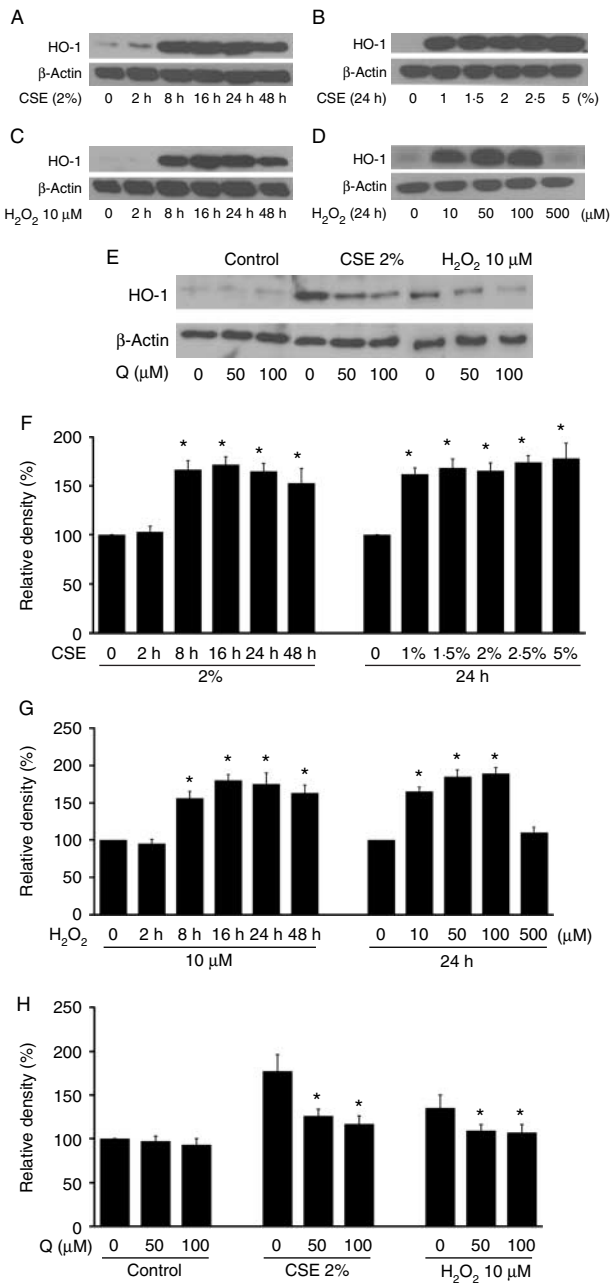 A
HO-1
β-Actin
CSE (2%) 0 2 h 8 h 16 h 24 h 48 h
B
HO-1
β-Actin
CSE (24 h) 0 1 1·5 2 2·5 5 (%)
C
HO-1
β-Actin
H₂O₂ 10 μM 0 2 h 8 h 16 h 24 h 48 h
D
HO-1
β-Actin
H₂O₂ (24 h) 0 10 50 100 500 (μM)
E
Control CSE 2% H₂O₂ 10 μM
HO-1
β-Actin
Q (μM) 0 50 100 0 50 100 0 50 100
F
Relative density (%)
200
150
100
50
0
* * * * * * * * *
CSE 0 2 h 8 h 16 h 24 h 48 h 0 1% 1·5% 2% 2·5% 5%
2% 24 h
G
Relative density (%)
250
200
150
100
50
0
* * * * * * *
H₂O₂ 0 2 h 8 h 16 h 24 h 48 h 0 10 50 100 500 (μM)
10 μM 24 h
H
Relative density (%)
250
200
150
100
50
0
* * * *
Q (μM) 0 50 100 0 50 100 0 50 100
Control CSE 2% H₂O₂ 10 μM